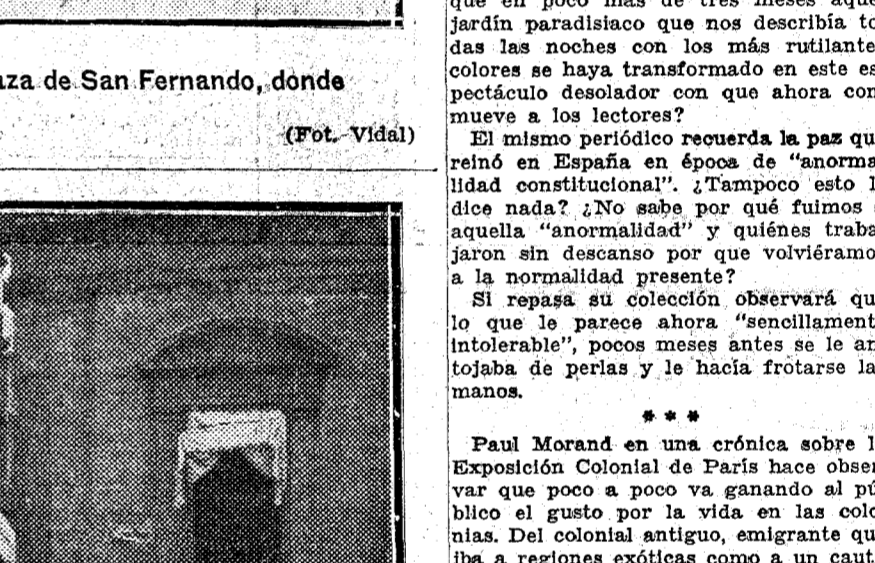 aza de San Fernando, donde
(Fot. Vidal)
que en poco más de tres meses aque
jardín paradisiaco que nos describía to
das las noches con los más rutilante
colores se haya transformado en este es
pectáculo desolador con que ahora con
mueve a los lectores?
El mismo periódico recuerda la paz qu
reinó en España en época de "anorma
lidad constitucional". ¿Tampoco esto l
dice nada? ¿No sabe por qué fuimos
aquella "anormalidad" y quiénes traba
jaron sin descanso por que volviéramo
a la normalidad presente?
Si repasa su colección observará qu
lo que le parece ahora "sencillament
intolerable", pocos meses antes se le an
tojaba de perlas y le hacía frotarse la
manos.
* * *
Paul Morand en una crónica sobre l
Exposición Colonial de París hace obser
var que poco a poco va ganando al pú
blico el gusto por la vida en las colo
nias. Del colonial antiguo, emigrante qu
iba a regiones exóticas como a un cauti